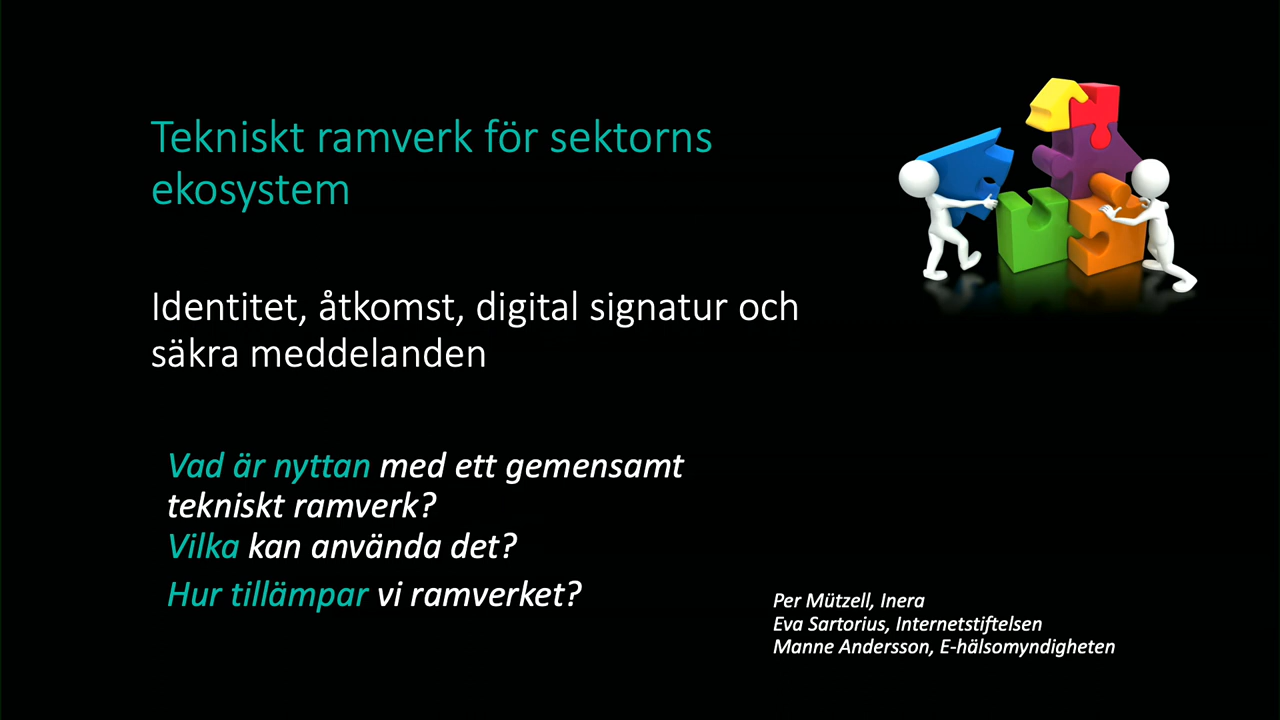 Tekniskt ramverk för sektorns
ekosystem
Identitet, åtkomst, digital signatur och
säkra meddelanden
Vad är nyttan med ett gemensamt
tekniskt ramverk?
Vilka kan använda det?
Hur tillämpar vi ramverket?
Per Mützell, Inera
Eva Sartorius, Internetstiftelsen
Manne Andersson, E-hälsomyndigheten